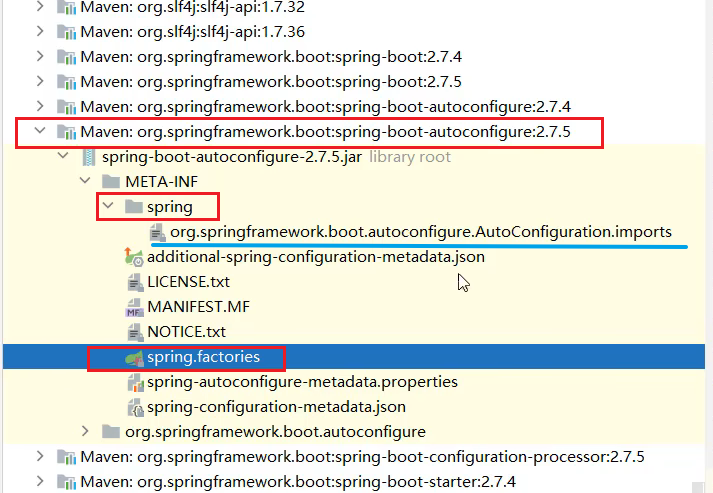 Maven: org.slf4j:slf4j-api:1.7.32
Maven: org.slf4j:slf4j-api:1.7.36
Maven: org.springframework.boot:spring-boot:2.7.4
Maven: org.springframework.boot:spring-boot:2.7.5
Maven: org.springframework.boot:spring-boot-autoconfigure:2.7.4
Maven: org.springframework.boot:spring-boot-autoconfigure:2.7.5
spring-boot-autoconfigure-2.7.5.jar library root
META-INF
spring
org.springframework.boot.autoconfigure.AutoConfiguration.imports
additional-spring-configuration-metadata.json
LICENSE.txt
MF MANIFEST.MF
NOTICE.txt
spring.factories
spring-autoconfigure-metadata.properties
spring-configuration-metadata.json
org.springframework.boot.autoconfigure
Maven: org.springframework.boot:spring-boot-configuration-processor:2.7.5
Maven: org.springframework.boot:spring-boot-starter:2.7.4